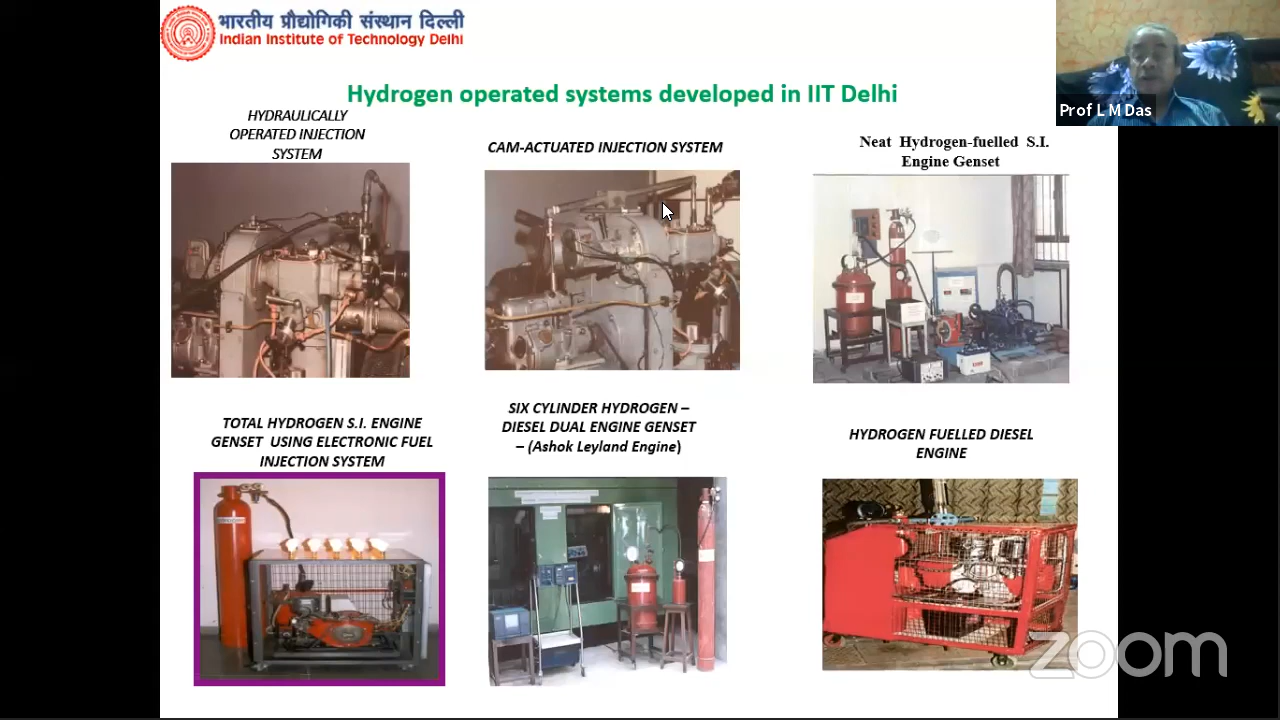 भारतीय प्रौद्योगिकी संस्थान दिल्ली
Indian Institute of Technology Delhi
Prof L M Das
Hydrogen operated systems developed in IIT Delhi
HYDRAULICALLY
OPERATED INJECTION
SYSTEM
CAM-ACTUATED INJECTION SYSTEM
Neat Hydrogen-fuelled S.I.
Engine Genset
TOTAL HYDROGEN S.I. ENGINE
GENSET USING ELECTRONIC FUEL
INJECTION SYSTEM
SIX CYLINDER HYDROGEN –
DIESEL DUAL ENGINE GENSET
– (Ashok Leyland Engine)
HYDROGEN FUELLED DIESEL
ENGINE
zoom